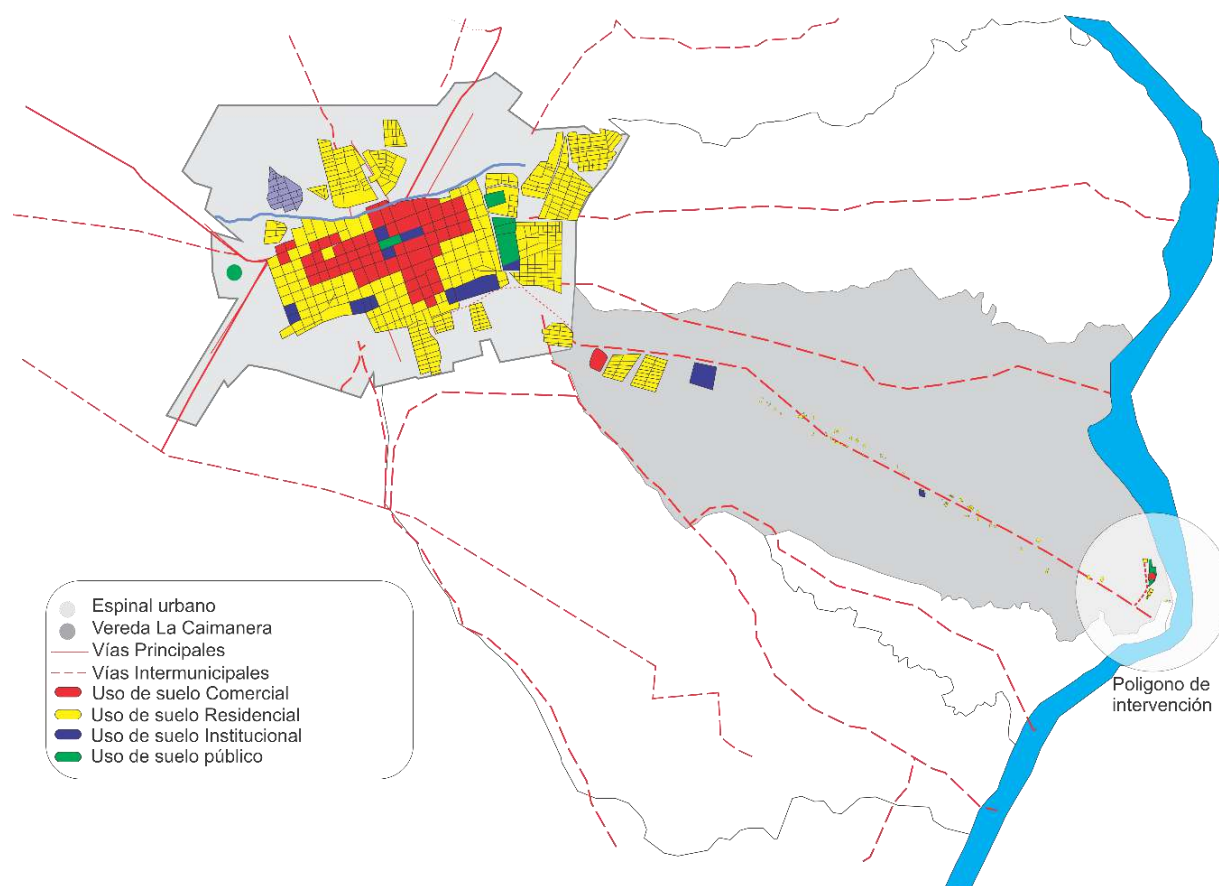 Espinal urbano
Vereda La Caimanera
Vías Principales
Vías Intermunicipales
Uso de suelo Comercial
Uso de suelo Residencial
Uso de suelo Institucional
Uso de suelo público
Poligono de
intervención